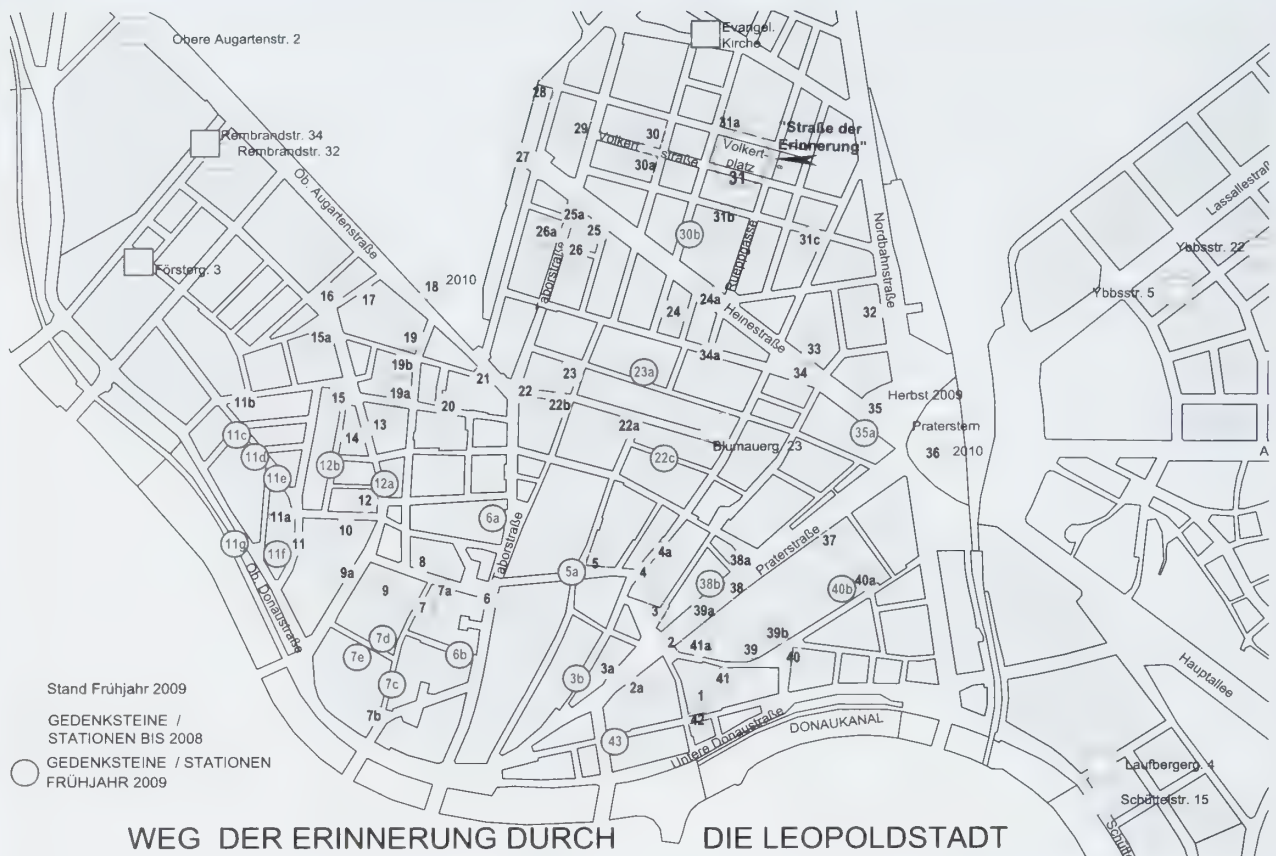 Obere Augartenstr. 2
Evangel.
Kirche
28
29
30
31a
"Straße der
Erinnerung"
Volkert
straße
Volkert-
platz
30a
31
27
Rembrandstr. 34
Rembrandstr. 32
Ob. Augartenstraße
Lassallestraß
25a
26a
25
26
31b
30b
31c
Rueppgasse
Nordbahnstraße
Ybbsstr. 22
Ybbsstr. 5
Försterg. 3
16
17
18
2010
Taborstraße
24
24a
Heinestraße
32
15a
19
19b
34a
33
34
21
23
23a
11b
15
19a
20
22
22b
22a
Herbst 2009
35
35a
Praterstern
36
2010
A
13
14
11c
11d
11e
12b
12a
12
Blumauerg. 23
22c
11a
11
10
11g
11f
6a
Taborstraße
9a
9
8
7a
7
6
5a
5
4
4a
38a
38b
38
Praterstraße
37
40b
40a
Ob. Donaustraße
3
39a
2
41a
39
39b
40
7d
7e
6b
7c
7b
3b
3a
2a
41
1
42
43
Untere Donaustraße
DONAUKANAL
Hauptallee
Laufbergerg. 4
Schüttelstr. 15
Schütt
Stand Frühjahr 2009
GEDENKSTEINE /
STATIONEN BIS 2008
GEDENKSTEINE / STATIONEN
FRÜHJAHR 2009
WEG DER ERINNERUNG DURCH DIE LEOPOLDSTADT